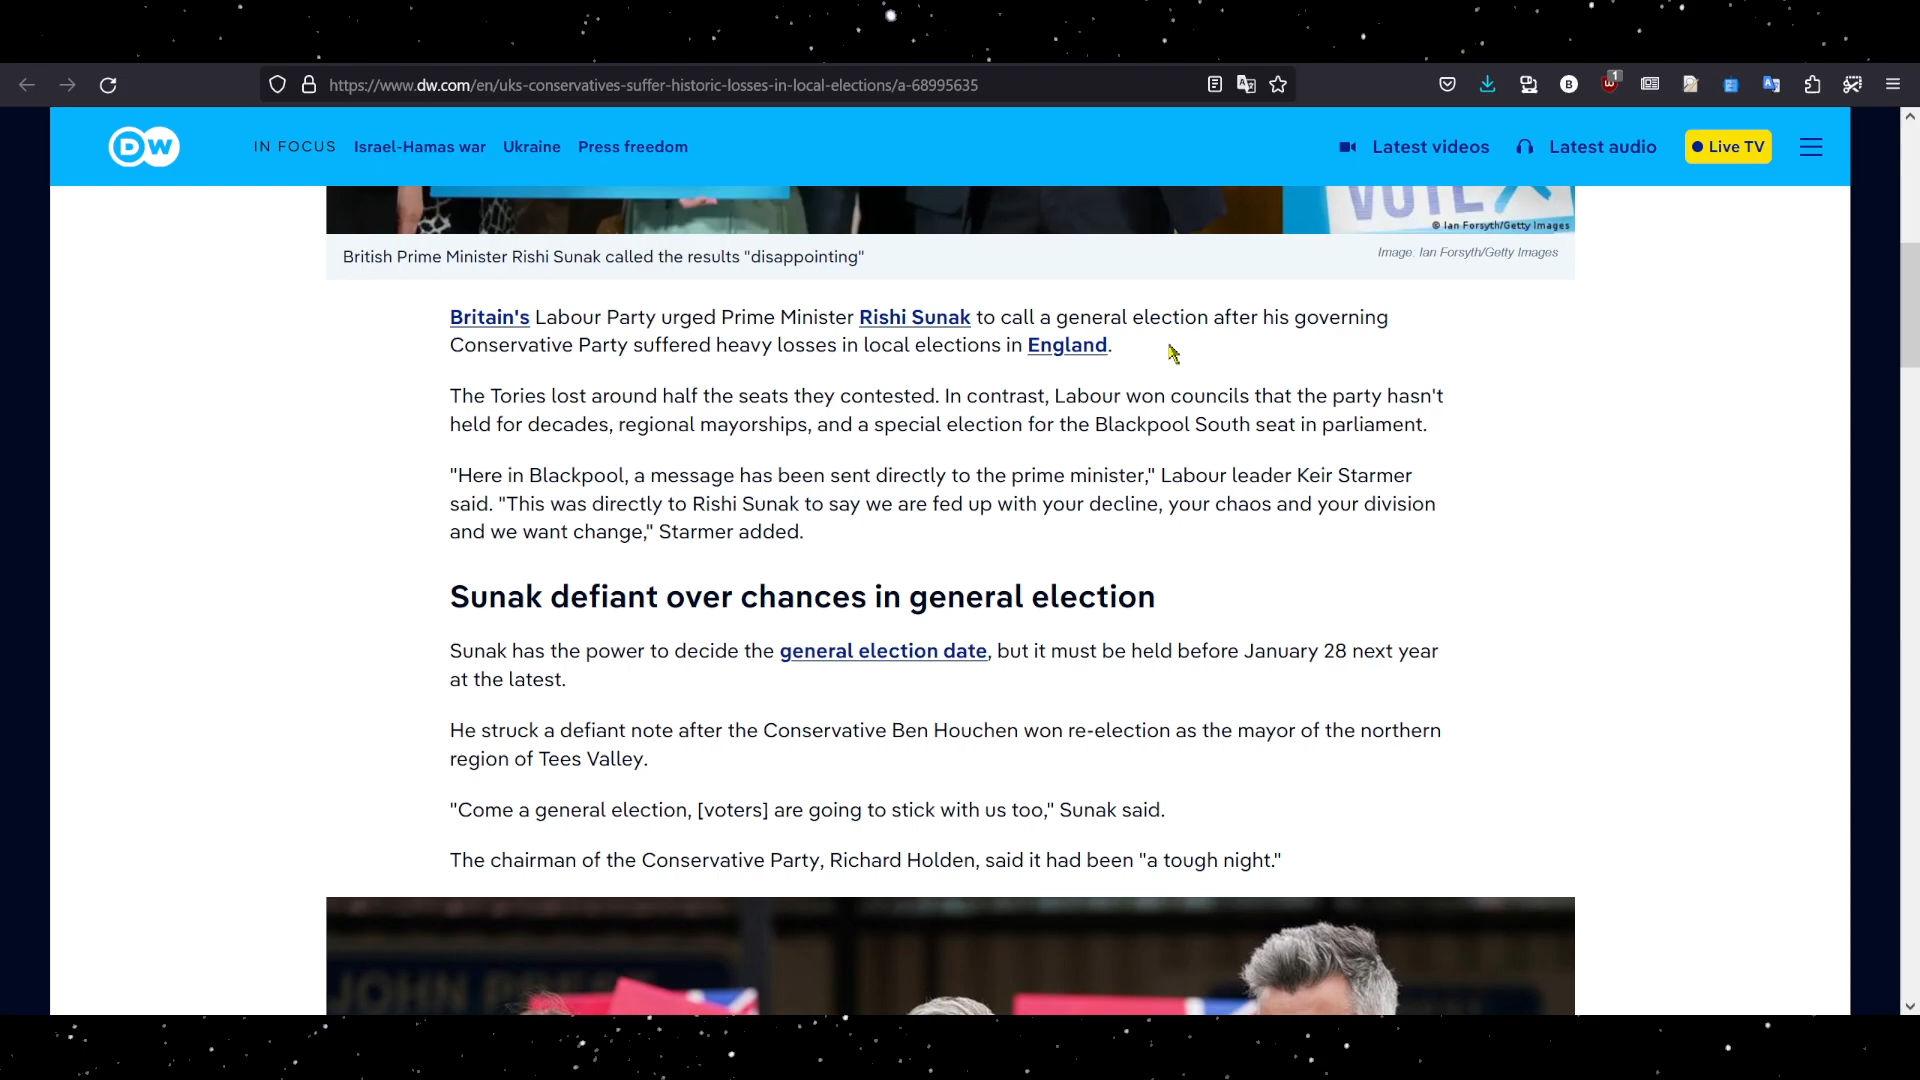 https://www.dw.com/en/uks-conservatives-suffer-historic-losses-in-local-elections/a-68995635
1
DW
IN FOCUS Israel-Hamas war Ukraine Press freedom
Latest videos Latest audio Live TV
VOTE
© Ian Forsyth/Getty Images
British Prime Minister Rishi Sunak called the results "disappointing"
Image: Ian Forsyth/Getty Images
Britain's Labour Party urged Prime Minister Rishi Sunak to call a general election after his governing
Conservative Party suffered heavy losses in local elections in England.
The Tories lost around half the seats they contested. In contrast, Labour won councils that the party hasn't
held for decades, regional mayorships, and a special election for the Blackpool South seat in parliament.
"Here in Blackpool, a message has been sent directly to the prime minister," Labour leader Keir Starmer
said. "This was directly to Rishi Sunak to say we are fed up with your decline, your chaos and your division
and we want change," Starmer added.
Sunak defiant over chances in general election
Sunak has the power to decide the general election date, but it must be held before January 28 next year
at the latest.
He struck a defiant note after the Conservative Ben Houchen won re-election as the mayor of the northern
region of Tees Valley.
"Come a general election, [voters] are going to stick with us too," Sunak said.
The chairman of the Conservative Party, Richard Holden, said it had been "a tough night."
JOHN